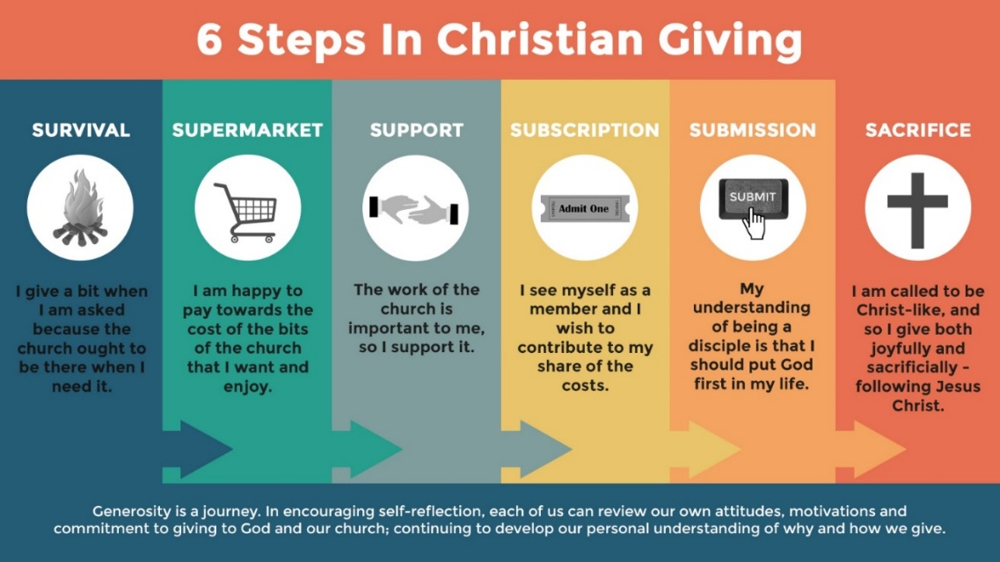 6 Steps In Christian Giving
SURVIVAL
I give a bit when
I am asked
because the
church ought to
be there when I
need it.
SUPERMARKET
I am happy to
pay towards the
cost of the bits
of the church
that I want and
enjoy.
SUPPORT
The work of the
church is
important to me,
so I support it.
SUBSCRIPTION
Admit One
I see myself as a
member and I
wish to
contribute to my
share of the
costs.
SUBMISSION
SUBMIT
My
understanding
of being a
disciple is that I
should put God
first in my life.
SACRIFICE
I am called to be
Christ-like, and
so I give both
joyfully and
sacrificially -
following Jesus
Christ.
Generosity is a journey. In encouraging self-reflection, each of us can review our own attitudes, motivations and
commitment to giving to God and our church; continuing to develop our personal understanding of why and how we give.